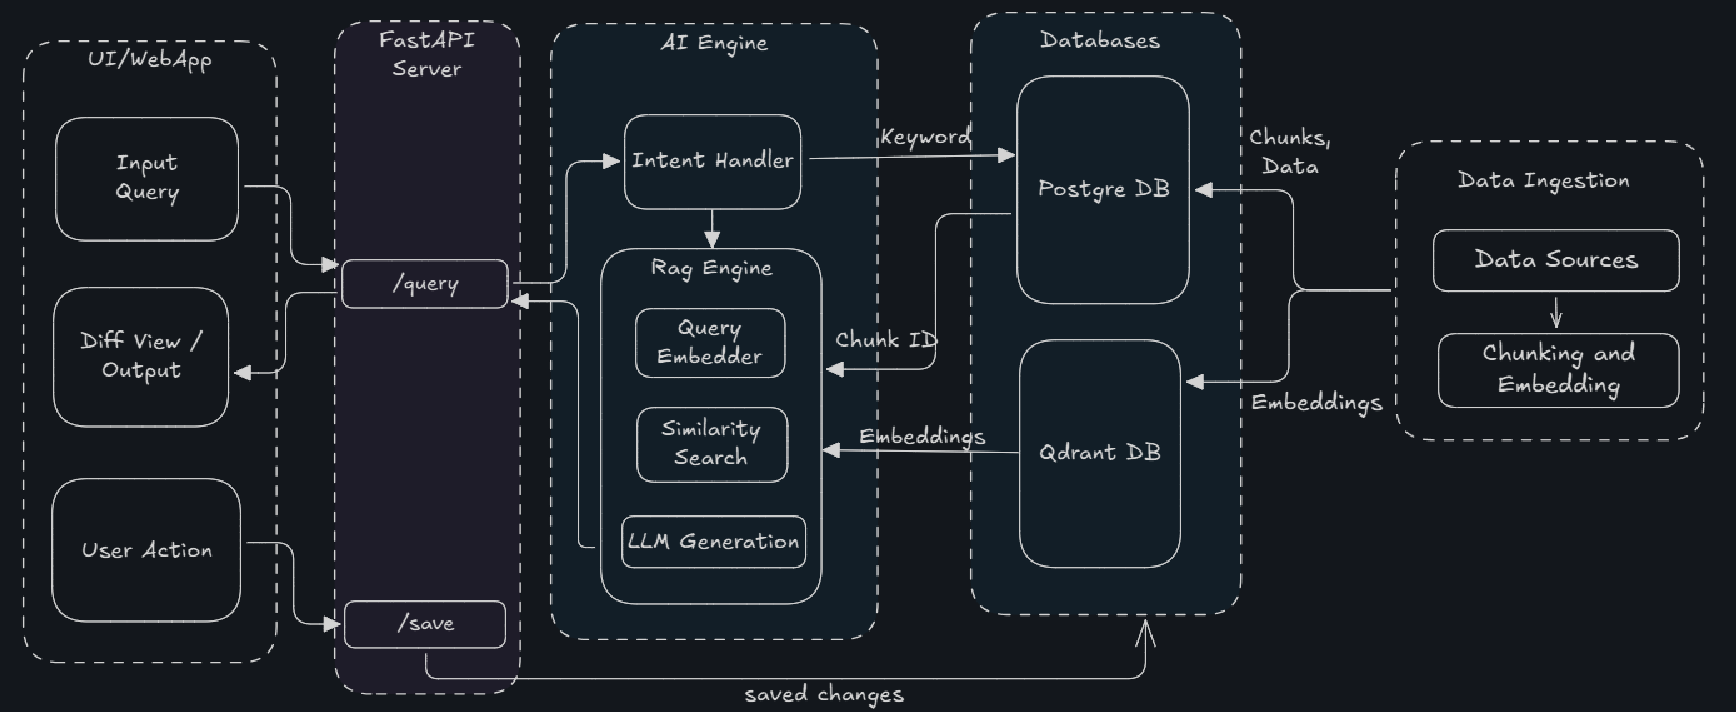 UI/WebApp
Input
Query
Diff View /
Output
User Action
FastAPI
Server
/query
/save
AI Engine
Intent Handler
Rag Engine
Query
Embedder
Similarity
Search
LLM Generation
Keyword
Chunk ID
Embeddings
Databases
Postgre DB
Qdrant DB
Chunks,
Data
Embeddings
Data Ingestion
Data Sources
Chunking and
Embedding
saved changes